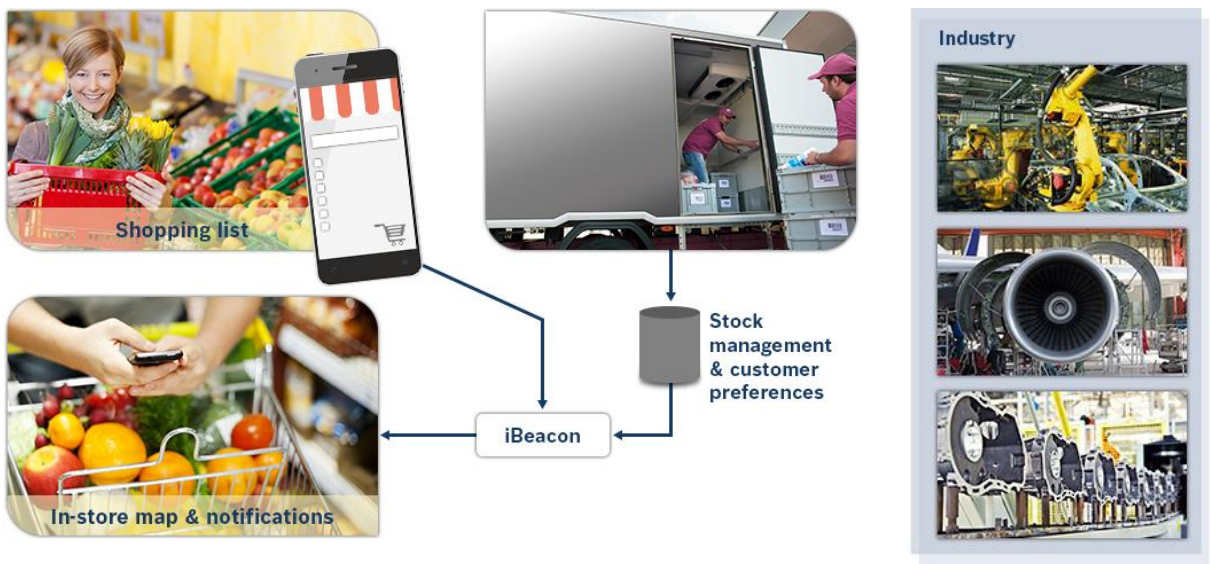 Industry
Shopping list
Stock
management
& customer
preferences
iBeacon
In-store map & notifications